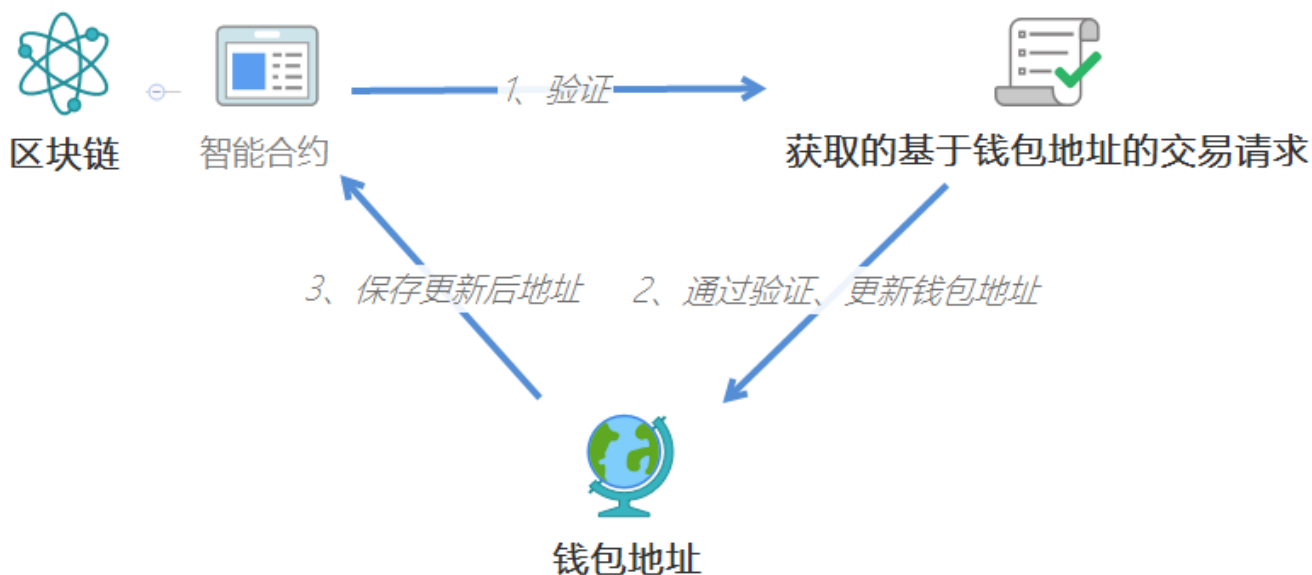 1、验证
区块链
智能合约
获取的基于钱包地址的交易请求
3、保存更新后地址
2、通过验证、更新钱包地址
钱包地址